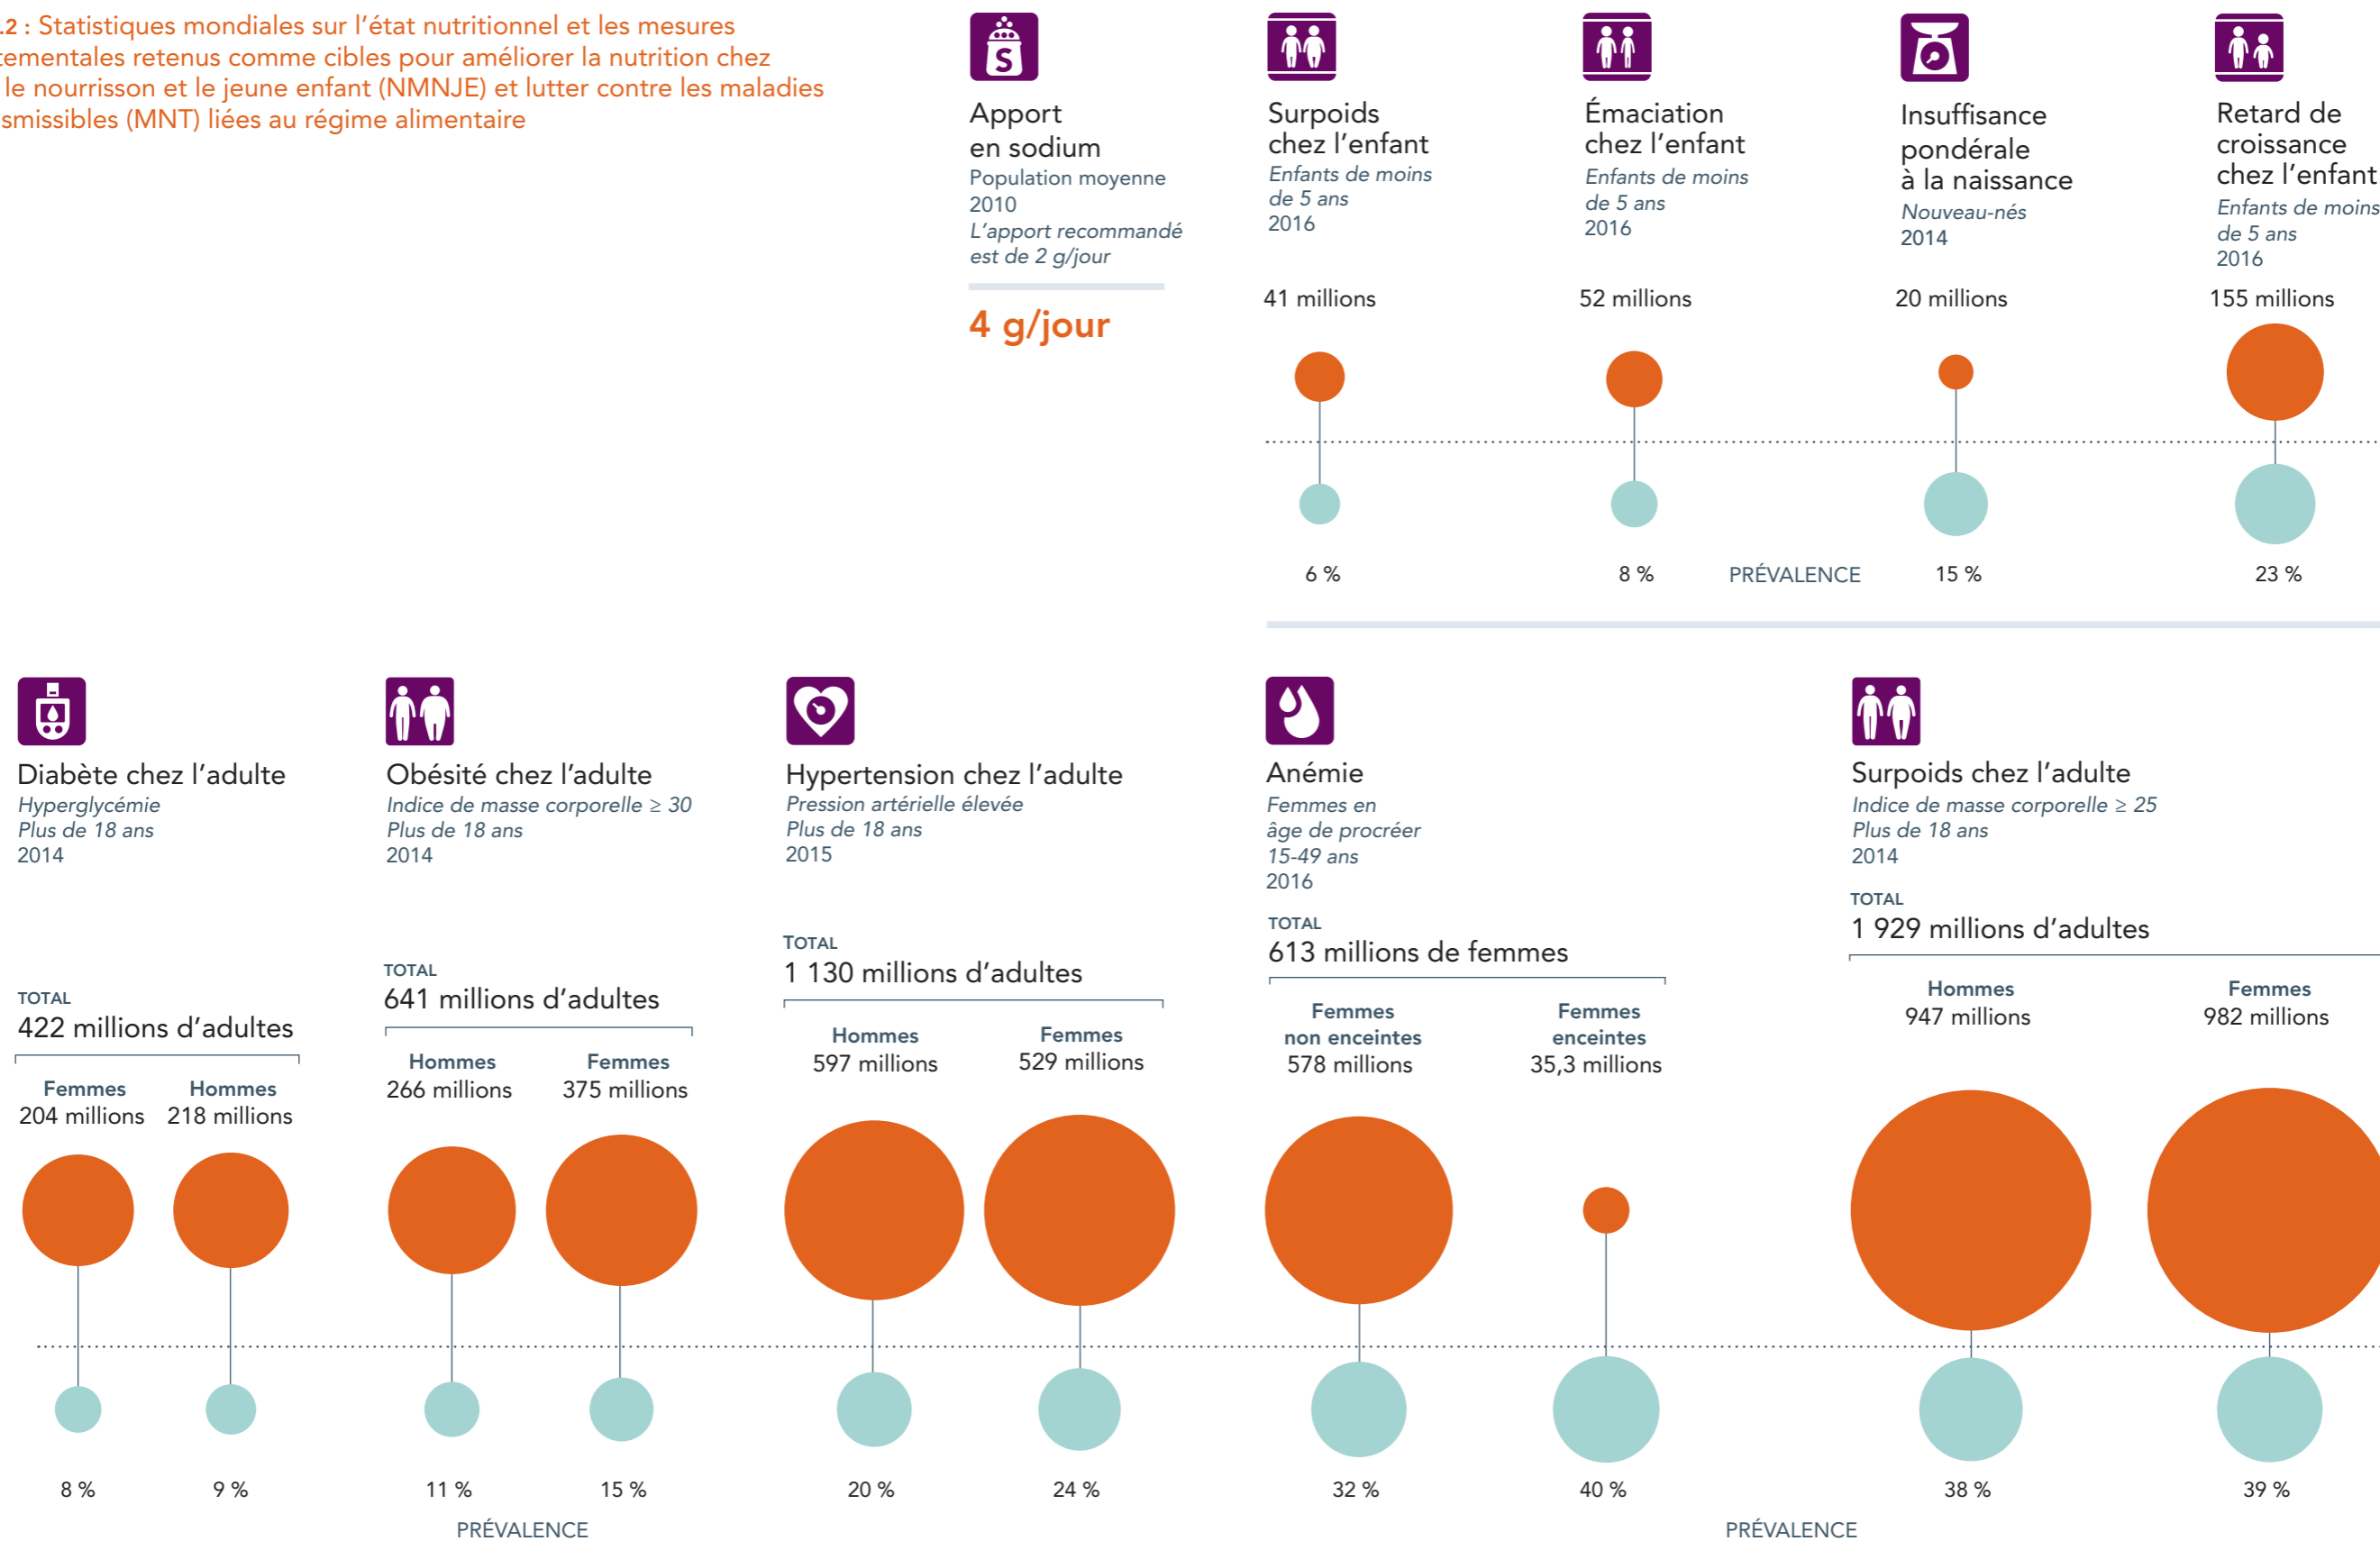 .2 : Statistiques mondiales sur l'état nutritionnel et les mesures
tementales retenus comme cibles pour améliorer la nutrition chez
le nourrisson et le jeune enfant (NMNJE) et lutter contre les maladies
smissibles (MNT) liées au régime alimentaire
S
Apport
en sodium
Population moyenne
2010
L'apport recommandé
est de 2 g/jour
4 g/jour
Surpoids
chez l'enfant
Enfants de moins
de 5 ans
2016
41 millions
6 %
Émaciation
chez l'enfant
Enfants de moins
de 5 ans
2016
52 millions
8 %
PRÉVALENCE
Insuffisance
pondérale
à la naissance
Nouveau-nés
2014
20 millions
15 %
Retard de
croissance
chez l'enfant
Enfants de moins
de 5 ans
2016
155 millions
23 %
Diabète chez l'adulte
Hyperglycémie
Plus de 18 ans
2014
TOTAL
422 millions d'adultes
Femmes
204 millions
Hommes
218 millions
8 %
9 %
Obésité chez l'adulte
Indice de masse corporelle ≥ 30
Plus de 18 ans
2014
TOTAL
641 millions d'adultes
Hommes
266 millions
Femmes
375 millions
11 %
15 %
PRÉVALENCE
Hypertension chez l'adulte
Pression artérielle élevée
Plus de 18 ans
2015
TOTAL
1 130 millions d'adultes
Hommes
597 millions
Femmes
529 millions
20 %
24 %
Anémie
Femmes en
âge de procréer
15-49 ans
2016
TOTAL
613 millions de femmes
Femmes
non enceintes
578 millions
Femmes
enceintes
35,3 millions
32 %
40 %
PRÉVALENCE
Surpoids chez l'adulte
Indice de masse corporelle ≥ 25
Plus de 18 ans
2014
TOTAL
1 929 millions d'adultes
Hommes
947 millions
Femmes
982 millions
38 %
39 %